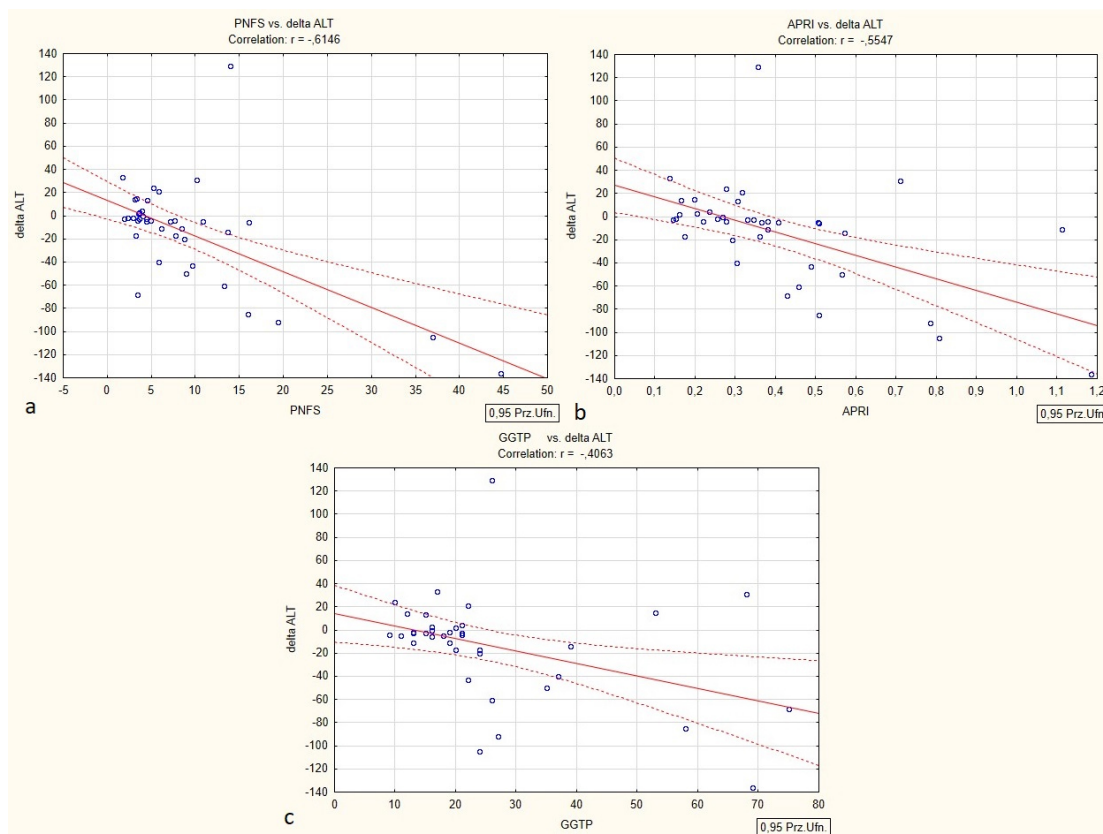 PNFS vs. delta ALT
Correlation: r = -,6146
140
120
100
80
60
40
20
0
-20
-40
-60
-80
-100
-120
-140
delta ALT
-5 0 5 10 15 20 25 30 35 40 45 50
PNFS
a
0,95 Prz.Ufn.
APRI vs. delta ALT
Correlation: r = -,5547
140
120
100
80
60
40
20
0
-20
-40
-60
-80
-100
-120
-140
delta ALT
0,0 0,1 0,2 0,3 0,4 0,5 0,6 0,7 0,8 0,9 1,0 1,1 1,2
APRI
b
0,95 Prz.Ufn.
GGTP vs. delta ALT
Correlation: r = -,4063
140
120
100
80
60
40
20
0
-20
-40
-60
-80
-100
-120
-140
delta ALT
0 10 20 30 40 50 60 70 80
GGTP
c
0,95 Prz.Ufn.